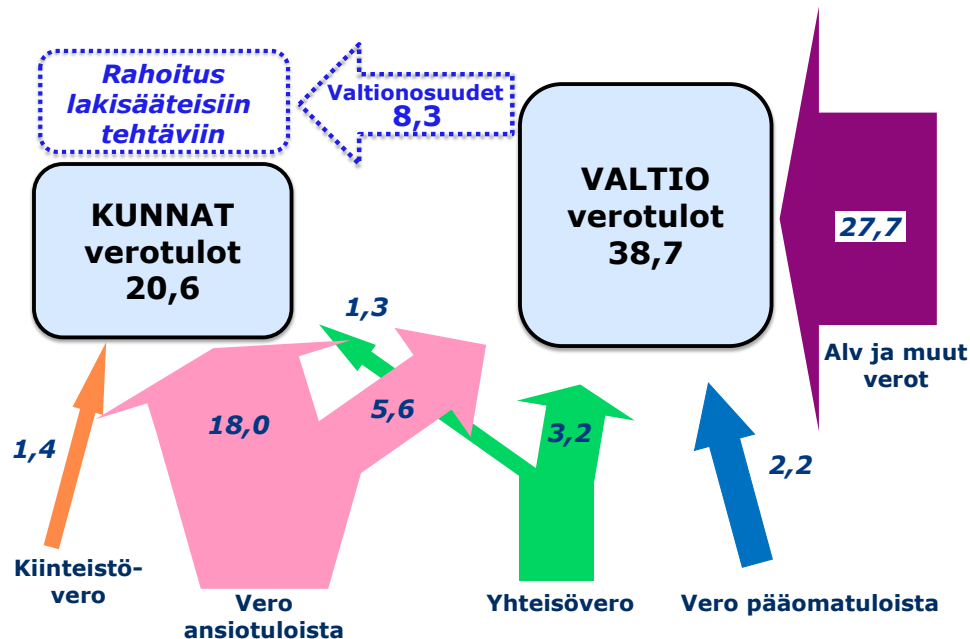 Rahoitus
lakisääteisiin
tehtäviin
Valtionosuudet
8,3
VALTIO
verotulot
38,7
27,7
KUNNAT
verotulot
20,6
1,3
Alv ja muut
verot
1,4
18,0
5,6
3,2
2,2
Kiinteistö-
vero
Vero
ansiotuloista
Yhteisövero
Vero pääomatuloista